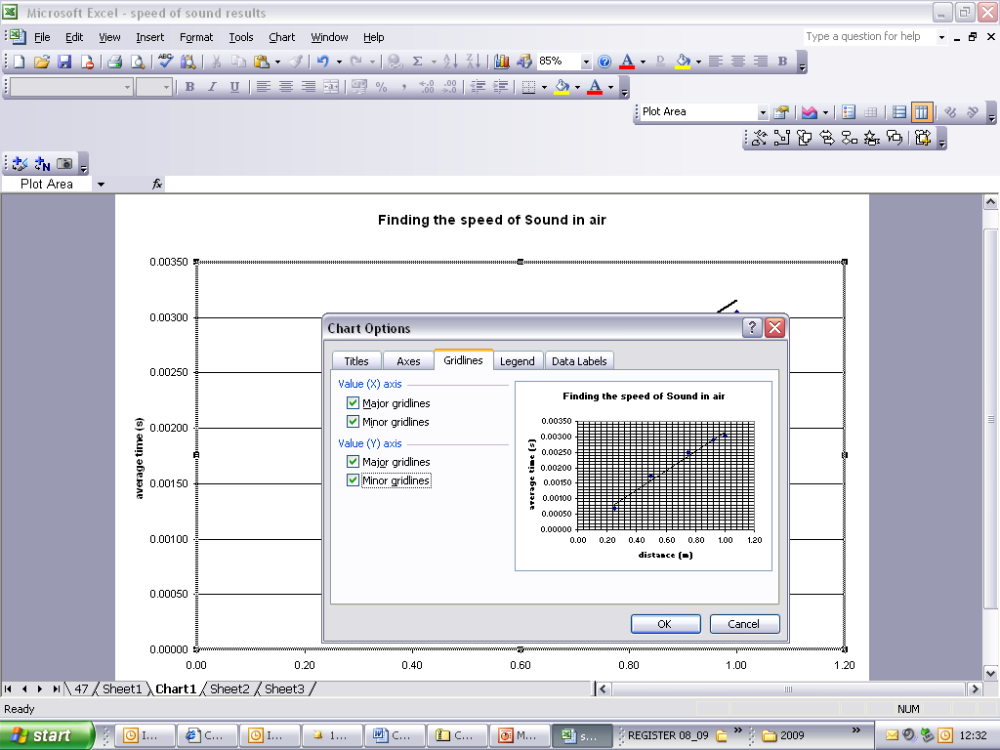 Microsoft Excel - speed of sound results
File Edit View Insert Format Tools Chart Window Help
Type a question for help
85%
Plot Area
Plot Area
fx
Finding the speed of Sound in air
0.00350
0.00300
0.00250
0.00200
0.00150
0.00100
0.00050
0.00000
average time (s)
0.00 0.20 0.40 0.60 0.80 1.00 1.20
Chart Options
Titles Axes Gridlines Legend Data Labels
Value (X) axis
Major gridlines
Minor gridlines
Value (Y) axis
Major gridlines
Minor gridlines
Finding the speed of Sound in air
0.00350
0.00300
0.00250
0.00200
0.00150
0.00100
0.00050
0.00000
average time (s)
0.00 0.20 0.40 0.60 0.80 1.00 1.20
distance (m)
OK Cancel
47 / Sheet1 Chart1 Sheet2 / Sheet3 /
Ready
NUM
start I... C... I... 1... C... C... M... s... REGISTER 08_09 » 2009 » 12:32